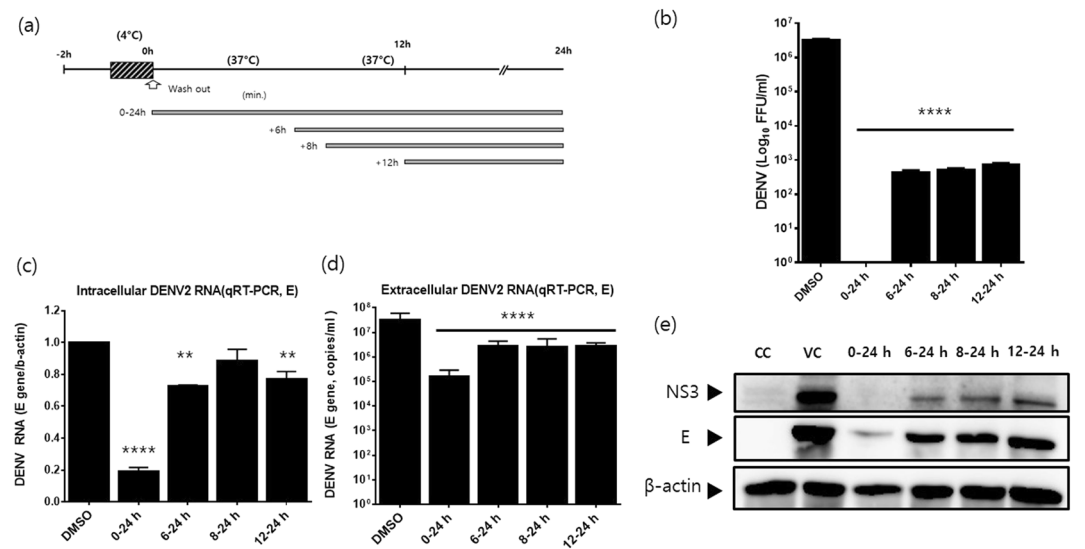 (a)
(4°C)
-2h
0h
(37°C)
(37°C)
12h
24h
Wash out
(min.)
0-24h
+6h
+8h
+12h
(b)
DENV (Log10 FFU/ml)
10^7
10^6
10^5
10^4
10^3
10^2
10^1
10^0
****
DMSO
0-24 h
6-24 h
8-24 h
12-24 h
(c)
Intracellular DENV2 RNA(qRT-PCR, E)
DENV RNA (E gene/b-actin)
1.2
1.0
0.8
0.6
0.4
0.2
0.0
****
**
**
DMSO
0-24 h
6-24 h
8-24 h
12-24 h
(d)
Extracellular DENV2 RNA(qRT-PCR, E)
DENV RNA (E gene, copies/ml )
10^8
10^7
10^6
10^5
10^4
10^3
10^2
10^1
10^0
****
DMSO
0-24 h
6-24 h
8-24 h
12-24 h
(e)
CC VC 0-24 h 6-24 h 8-24 h 12-24 h
NS3
E
β-actin